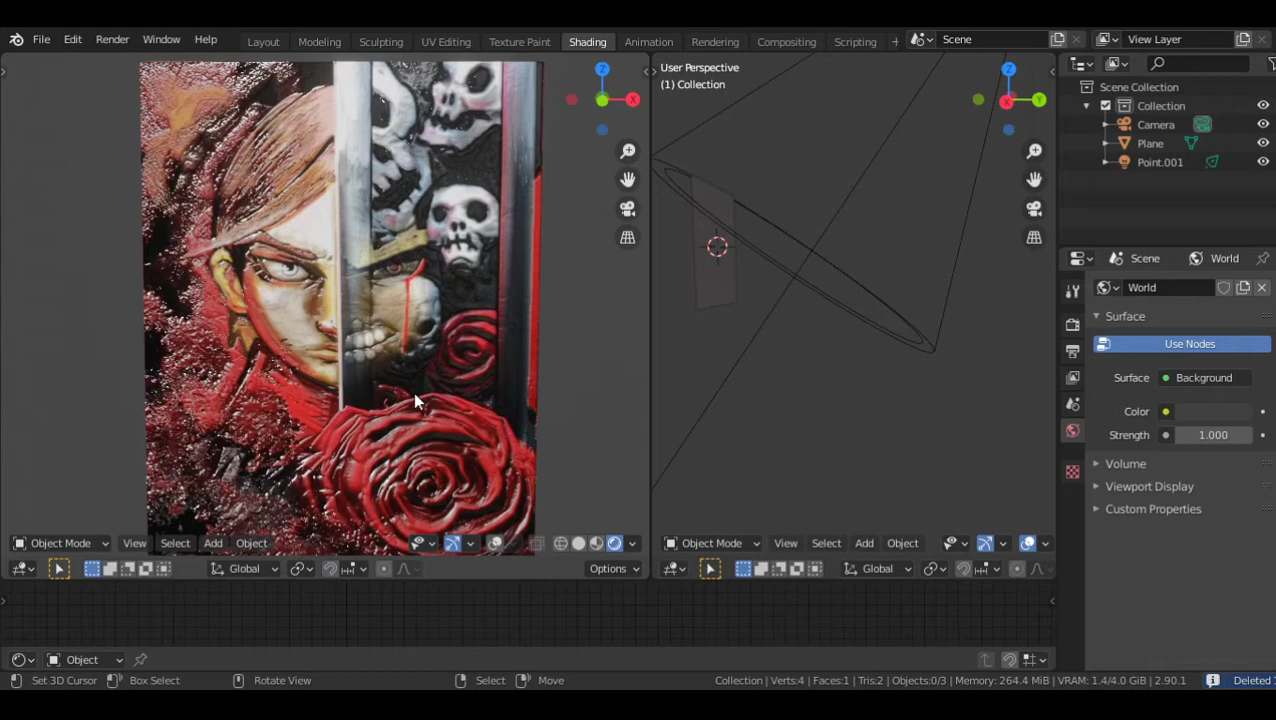 File Edit Render Window Help Layout Modeling Sculpting UV Editing Texture Paint Shading Animation Rendering Compositing Scripting + Scene View Layer
User Perspective
(1) Collection
Z
X
Z
X
Y
Scene Collection
Collection
Camera
Plane
Point.001
Scene World
World
Surface
Use Nodes
Surface Background
Color
Strength 1.000
Volume
Viewport Display
Custom Properties
Object Mode View Select Add Object
Object Mode View Select Add Object
Global Options
Global
Object
Set 3D Cursor Box Select Rotate View Select Move Collection | Verts:4 | Faces:1 | Tris:2 | Objects:0/3 | Memory: 264.4 MiB | VRAM: 1.4/4.0 GiB | 2.90.1 Deleted